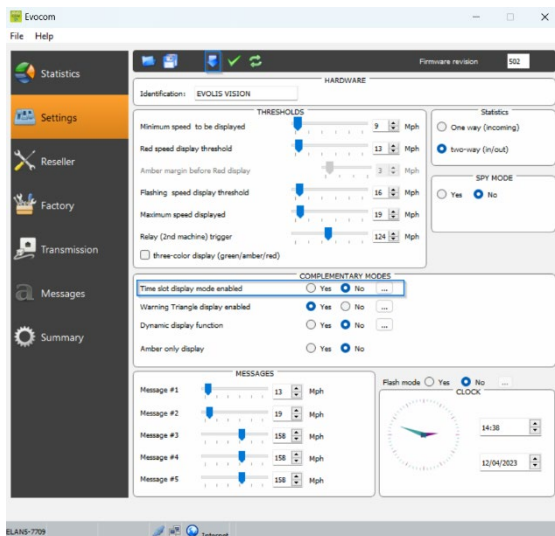 Evocom
File Help
Statistics
Settings
Reseller
Factory
Transmission
Messages
Summary
Firmware revision 502
HARDWARE
Identification: EVOLIS VISION
THRESHOLDS
Minimum speed to be displayed 9 Mph
Red speed display threshold 13 Mph
Amber margin before Red display 3 Mph
Flashing speed display threshold 16 Mph
Maximum speed displayed 19 Mph
Relay (2nd machine) trigger 124 Mph
three-color display (green/amber/red)
Statistics
One way (incoming)
two-way (in/out)
SPY MODE
Yes No
COMPLEMENTARY MODES
Time slot display mode enabled Yes No ...
Warning Triangle display enabled Yes No ...
Dynamic display function Yes No ...
Amber only display Yes No
MESSAGES
Message #1 13 Mph
Message #2 19 Mph
Message #3 158 Mph
Message #4 158 Mph
Message #5 158 Mph
Flash mode Yes No ...
CLOCK
14:38
12/04/2023
ELANS-7709
Internet